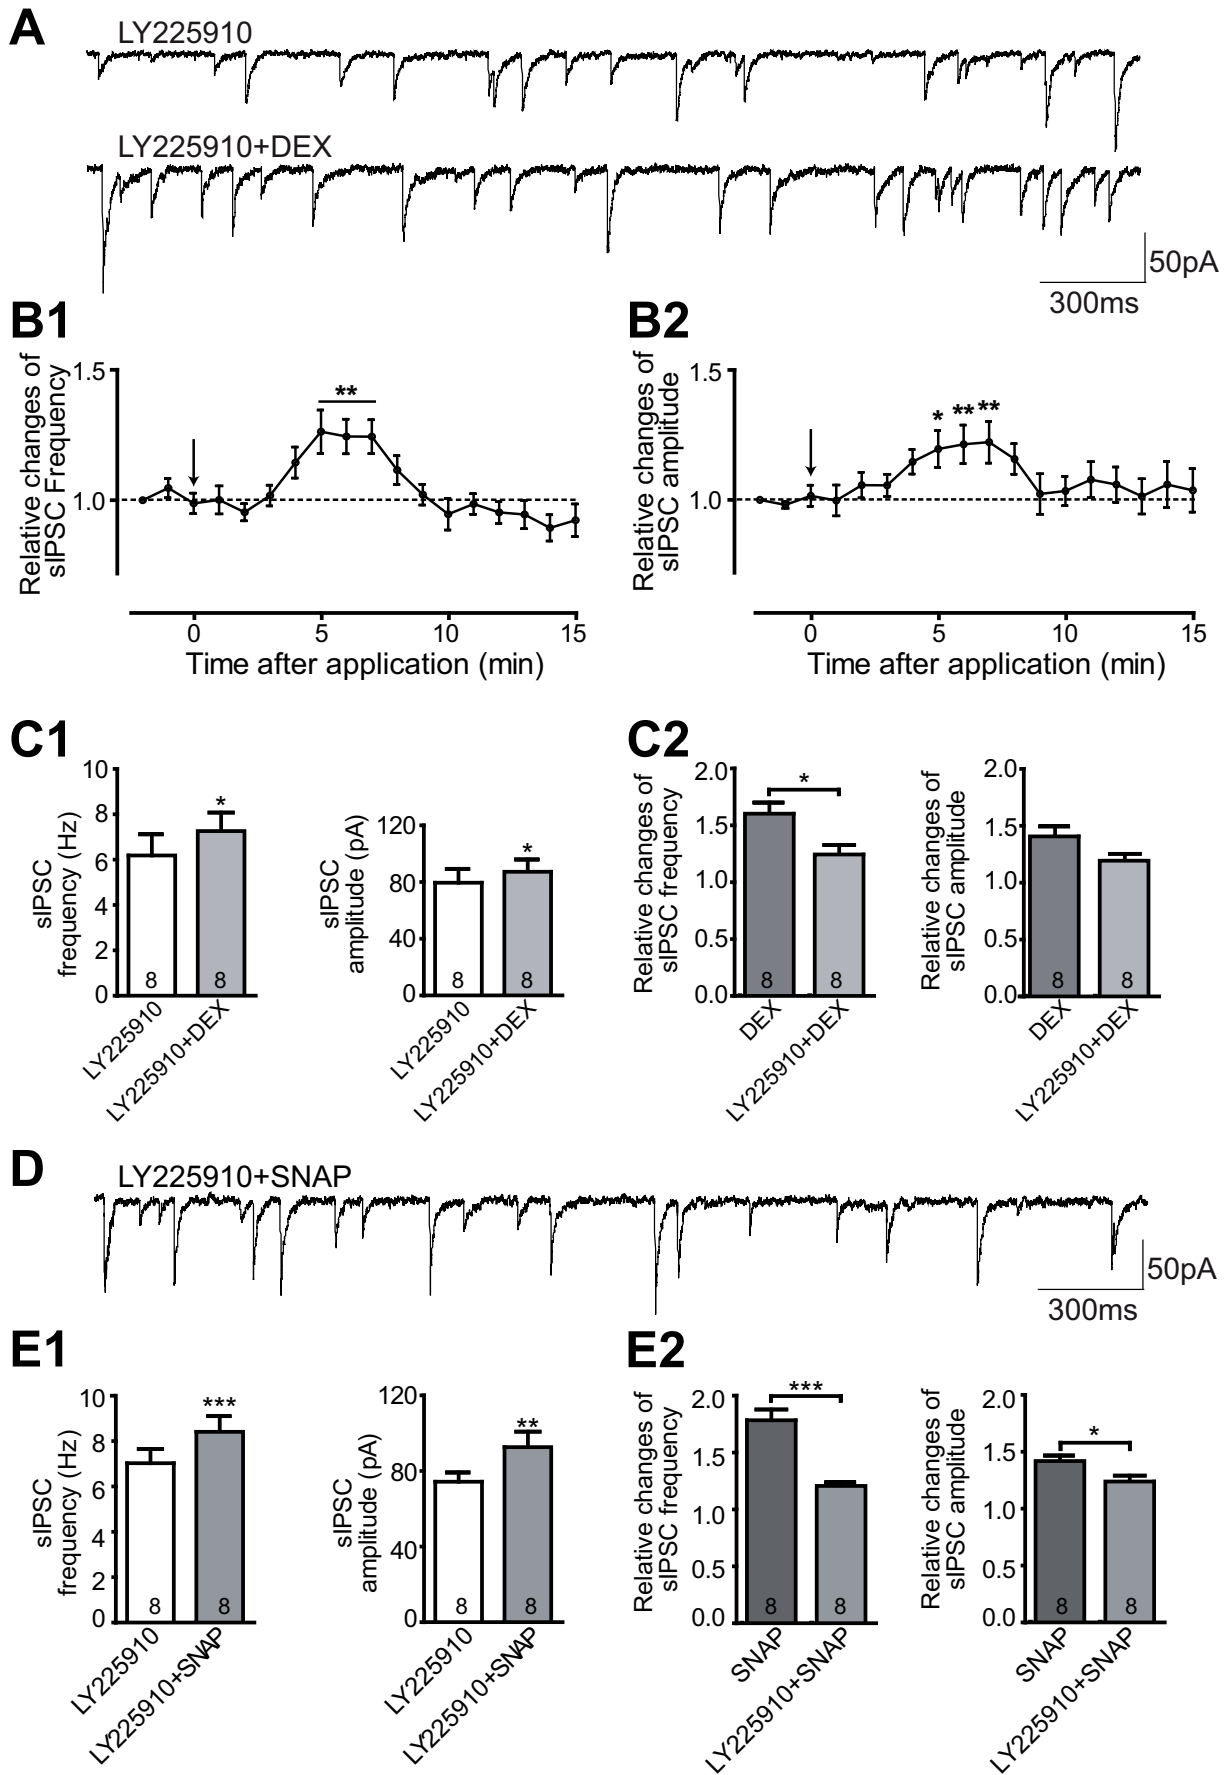 A
LY225910
LY225910+DEX
50pA
300ms
B1
Relative changes of
sIPSC Frequency
1.5
1.0
**
0
5
10
15
Time after application (min)
B2
Relative changes of
sIPSC amplitude
1.5
1.0
*
**
**
0
5
10
15
Time after application (min)
C1
sIPSC
frequency (Hz)
10
8
6
4
2
0
*
8
8
LY225910
LY225910+DEX
sIPSC
amplitude (pA)
120
80
40
0
*
8
8
LY225910
LY225910+DEX
C2
Relative changes of
sIPSC frequency
2.0
1.5
1.0
0.5
0.0
*
8
8
DEX
LY225910+DEX
Relative changes of
sIPSC amplitude
2.0
1.5
1.0
0.5
0.0
8
8
DEX
LY225910+DEX
D
LY225910+SNAP
50pA
300ms
E1
sIPSC
frequency (Hz)
10
8
6
4
2
0
***
8
8
LY225910
LY225910+SNAP
sIPSC
amplitude (pA)
120
80
40
0
**
8
8
LY225910
LY225910+SNAP
E2
Relative changes of
sIPSC frequency
2.0
1.5
1.0
0.5
0.0
***
8
8
SNAP
LY225910+SNAP
Relative changes of
sIPSC amplitude
2.0
1.5
1.0
0.5
0.0
*
8
8
SNAP
LY225910+SNAP